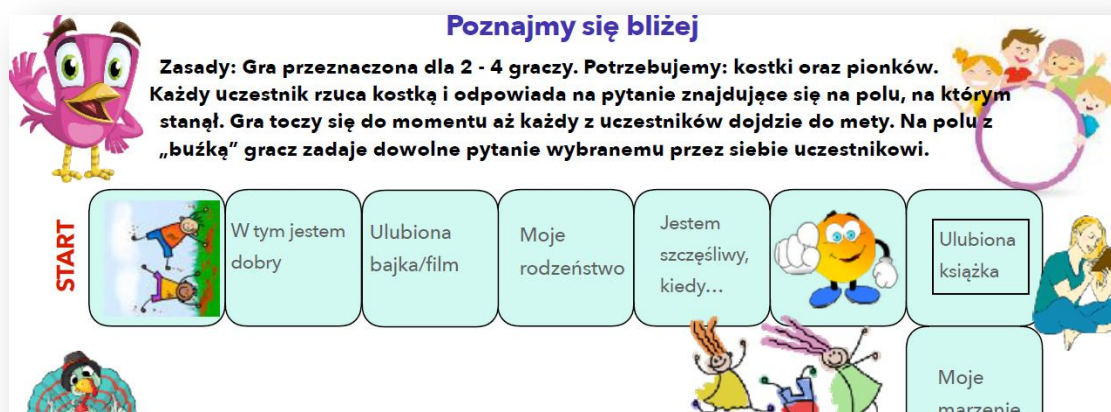 Poznajmy się bliżej
Zasady: Gra przeznaczona dla 2 - 4 graczy. Potrzebujemy: kostki oraz pionków.
Każdy uczestnik rzuca kostką i odpowiada na pytanie znajdujące się na polu, na którym
stanął. Gra toczy się do momentu aż każdy z uczestników dojdzie do mety. Na polu z
„buźką” gracz zadaje dowolne pytanie wybranemu przez siebie uczestnikowi.
START
W tym jestem
dobry
Ulubiona
bajka/film
Moje
rodzeństwo
Jestem
szczęśliwy,
kiedy...
Ulubiona
książka
Moje
marzenie